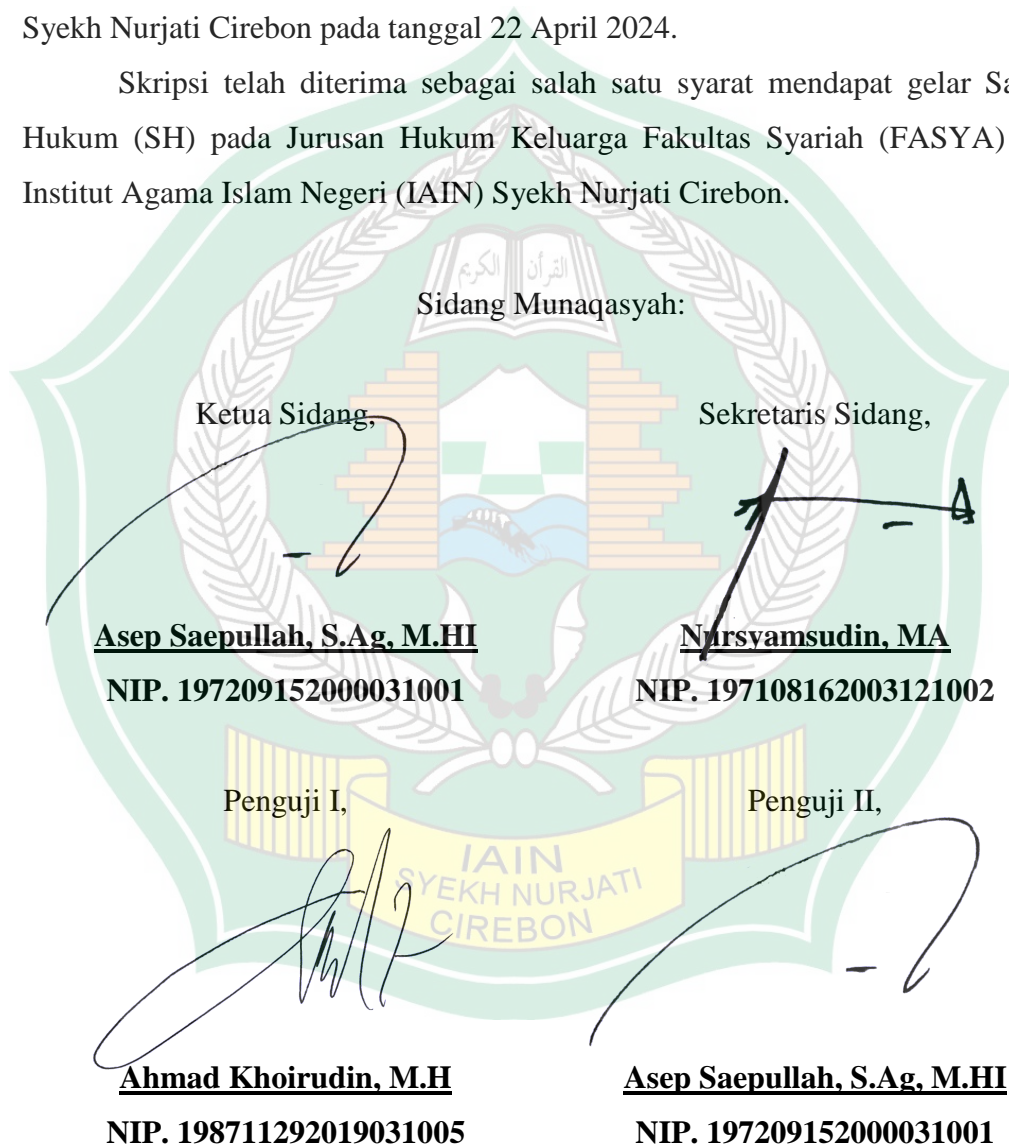 Syekh Nurjati Cirebon pada tanggal 22 April 2024.
Skripsi telah diterima sebagai salah satu syarat mendapat gelar Sa
Hukum (SH) pada Jurusan Hukum Keluarga Fakultas Syariah (FASYA)
Institut Agama Islam Negeri (IAIN) Syekh Nurjati Cirebon.
القرآن الكريم
Sidang Munaqasyah:
Ketua Sidang,
Sekretaris Sidang,
Asep Saepullah, S.Ag, M.HI
Nursyamsudin, MA
NIP. 197209152000031001
NIP. 197108162003121002
Penguji I,
Penguji II,
IAIN
SYEKH NURJATI
CIREBON
Ahmad Khoirudin, M.H
Asep Saepullah, S.Ag, M.HI
NIP. 198711292019031005
NIP. 197209152000031001